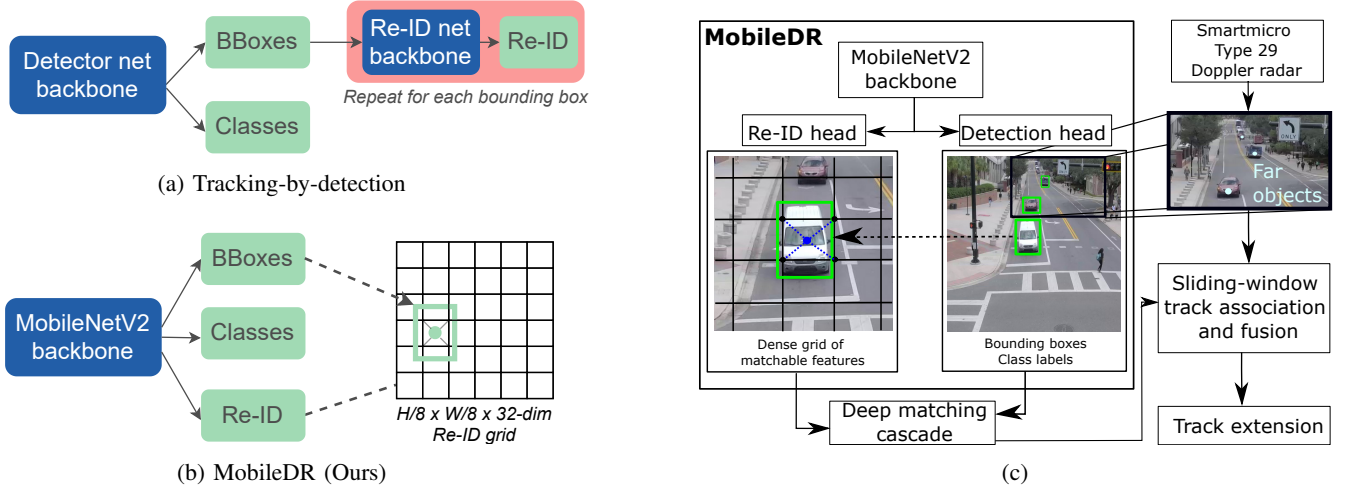 Detector net
backbone
BBoxes
Classes
Re-ID net
backbone
Re-ID
Repeat for each bounding box
(a) Tracking-by-detection
MobileNetV2
backbone
BBoxes
Classes
Re-ID
H/8 x W/8 x 32-dim
Re-ID grid
(b) MobileDR (Ours)
MobileDR
MobileNetV2
backbone
Re-ID head
Detection head
Dense grid of
matchable features
Bounding boxes
Class labels
Deep matching
cascade
Smartmicro
Type 29
Doppler radar
ONLY
Far
objects
Sliding-window
track association
and fusion
Track extension
(c)